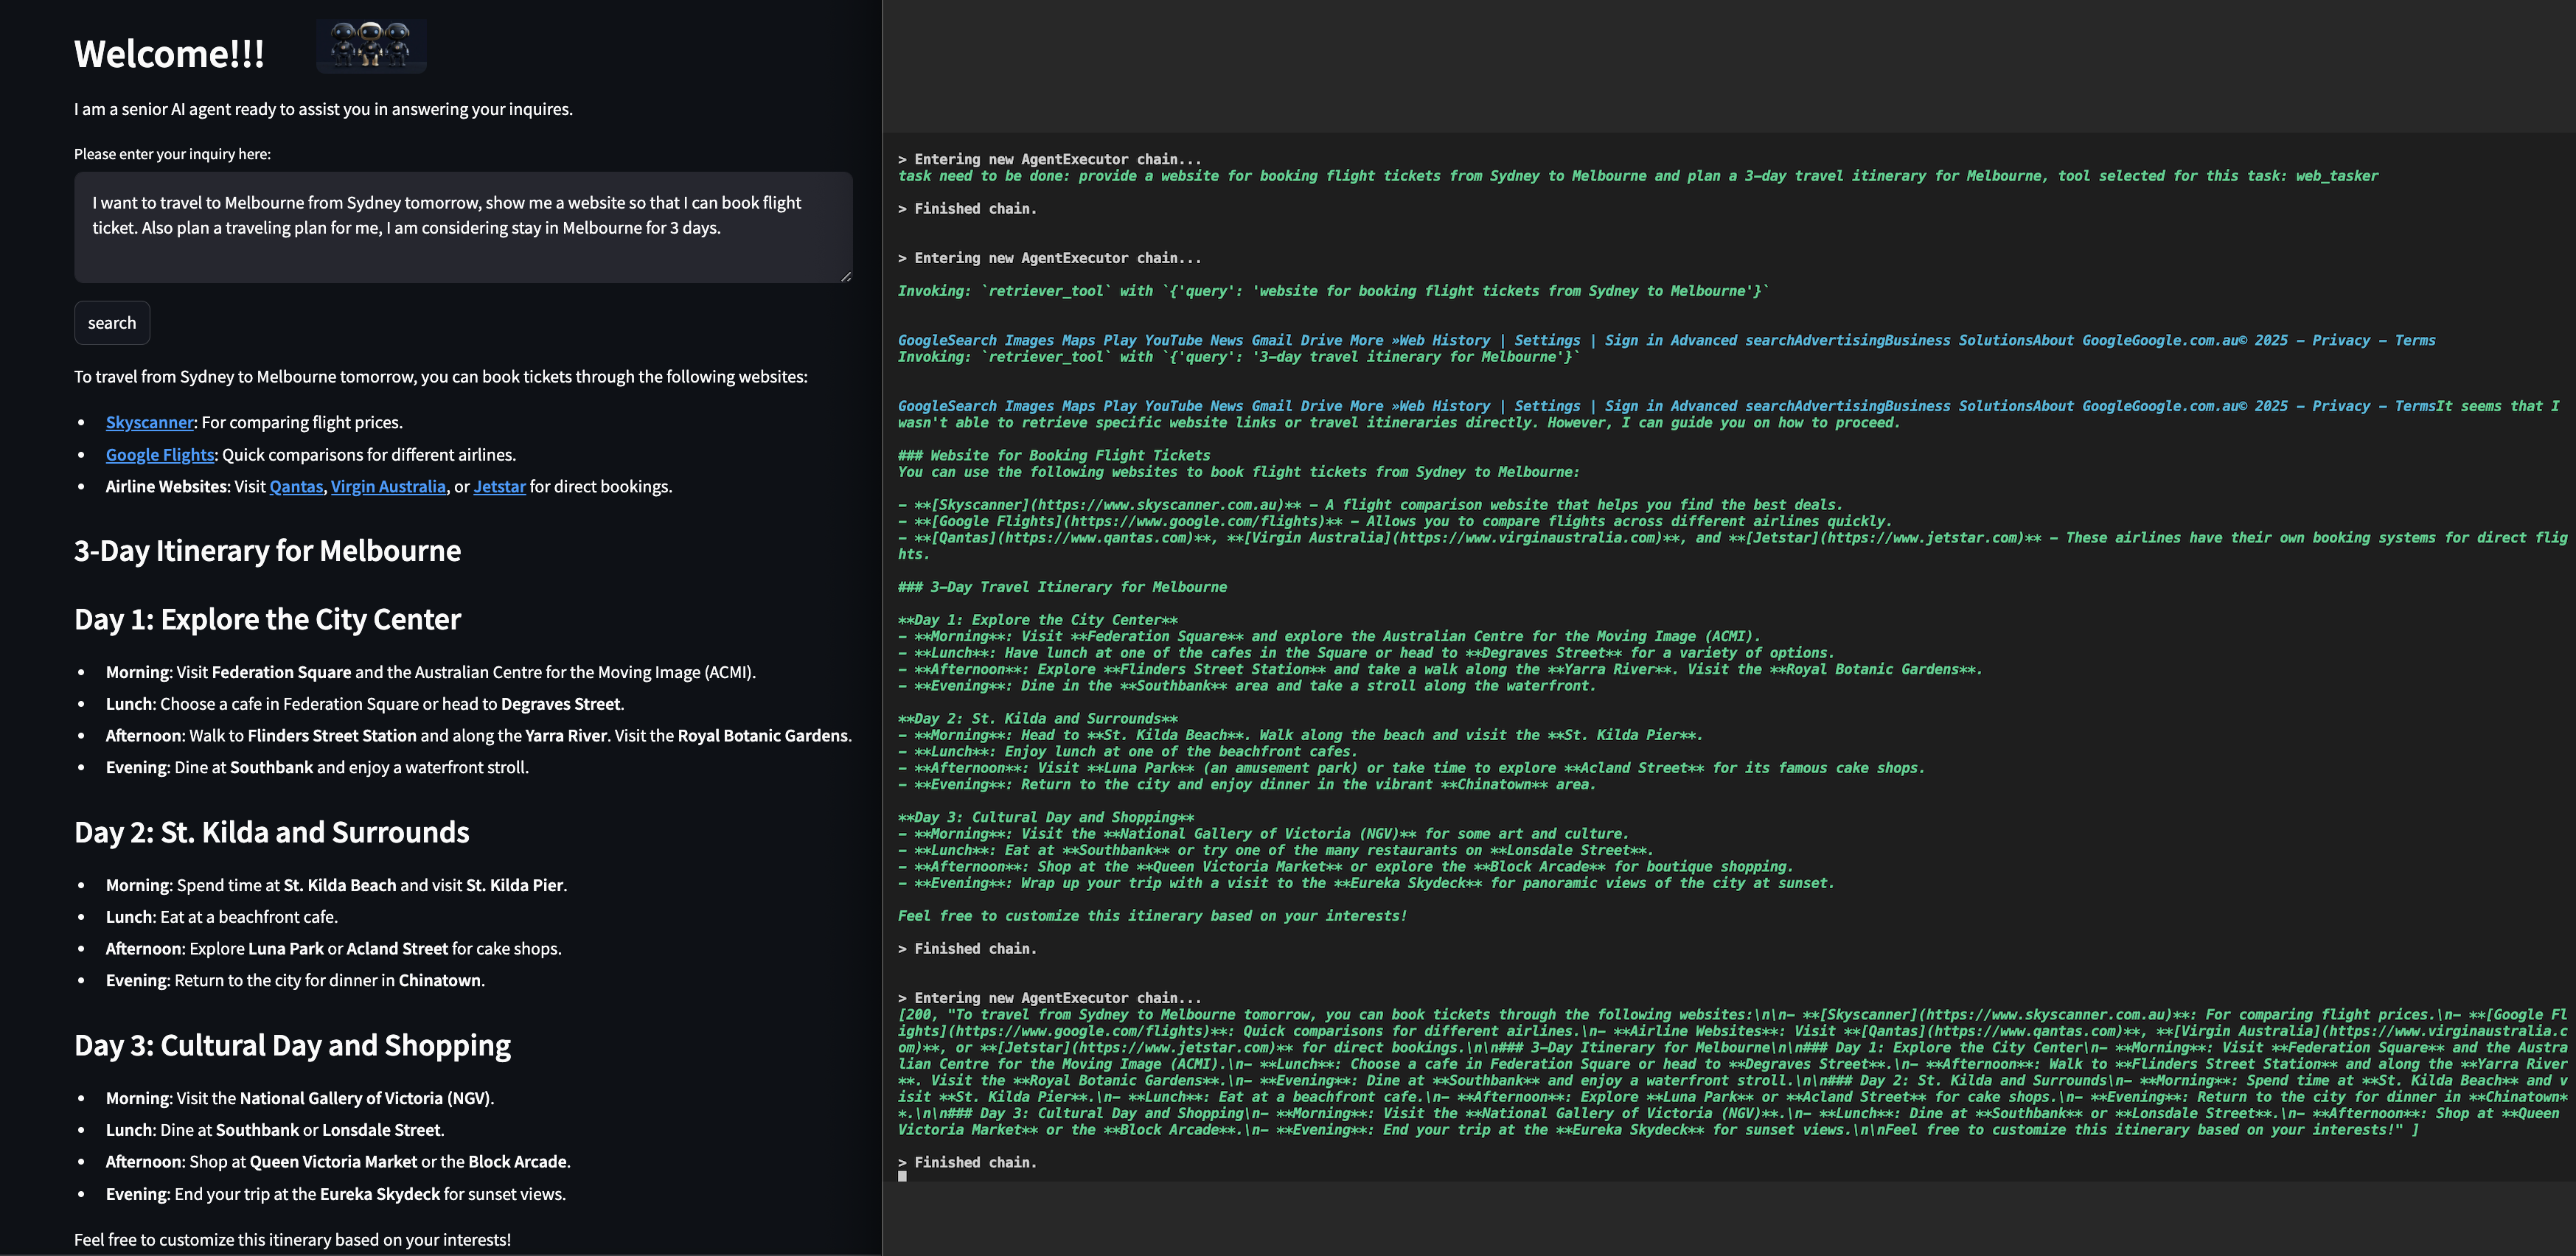 Welcome!!!
I am a senior AI agent ready to assist you in answering your inquires.
Please enter your inquiry here:
I want to travel to Melbourne from Sydney tomorrow, show me a website so that I can book flight
ticket. Also plan a traveling plan for me, I am considering stay in Melbourne for 3 days.
search
To travel from Sydney to Melbourne tomorrow, you can book tickets through the following websites:
• Skyscanner: For comparing flight prices.
• Google Flights: Quick comparisons for different airlines.
• Airline Websites: Visit Qantas, Virgin Australia, or Jetstar for direct bookings.
3-Day Itinerary for Melbourne
Day 1: Explore the City Center
• Morning: Visit Federation Square and the Australian Centre for the Moving Image (ACMI).
• Lunch: Choose a cafe in Federation Square or head to Degraves Street.
• Afternoon: Walk to Flinders Street Station and along the Yarra River. Visit the Royal Botanic Gardens.
• Evening: Dine at Southbank and enjoy a waterfront stroll.
Day 2: St. Kilda and Surrounds
• Morning: Spend time at St. Kilda Beach and visit St. Kilda Pier.
• Lunch: Eat at a beachfront cafe.
• Afternoon: Explore Luna Park or Acland Street for cake shops.
• Evening: Return to the city for dinner in Chinatown.
Day 3: Cultural Day and Shopping
• Morning: Visit the National Gallery of Victoria (NGV).
• Lunch: Dine at Southbank or Lonsdale Street.
• Afternoon: Shop at Queen Victoria Market or the Block Arcade.
• Evening: End your trip at the Eureka Skydeck for sunset views.
Feel free to customize this itinerary based on your interests!
> Entering new AgentExecutor chain...
task need to be done: provide a website for booking flight tickets from Sydney to Melbourne and plan a 3-day travel itinerary for Melbourne, tool selected for this task: web_tasker
> Finished chain.
> Entering new AgentExecutor chain...
Invoking: `retriever_tool` with `{'query': 'website for booking flight tickets from Sydney to Melbourne'}`
GoogleSearch Images Maps Play YouTube News Gmail Drive More »Web History | Settings | Sign in Advanced searchAdvertisingBusiness SolutionsAbout GoogleGoogle.com.au© 2025 - Privacy - Terms
Invoking: `retriever_tool` with `{'query': '3-day travel itinerary for Melbourne'}`
GoogleSearch Images Maps Play YouTube News Gmail Drive More »Web History | Settings | Sign in Advanced searchAdvertisingBusiness SolutionsAbout GoogleGoogle.com.au© 2025 - Privacy - TermsIt seems that I
wasn't able to retrieve specific website links or travel itineraries directly. However, I can guide you on how to proceed.
### Website for Booking Flight Tickets
You can use the following websites to book flight tickets from Sydney to Melbourne:
- **[Skyscanner](https://www.skyscanner.com.au)** - A flight comparison website that helps you find the best deals.
- **[Google Flights](https://www.google.com/flights)** - Allows you to compare flights across different airlines quickly.
- **[Qantas](https://www.qantas.com)**, **[Virgin Australia](https://www.virginaustralia.com)**, and **[Jetstar](https://www.jetstar.com)** - These airlines have their own booking systems for direct flig
hts.
### 3-Day Travel Itinerary for Melbourne
**Day 1: Explore the City Center**
- **Morning**: Visit **Federation Square** and explore the Australian Centre for the Moving Image (ACMI).
- **Lunch**: Have lunch at one of the cafes in the Square or head to **Degraves Street** for a variety of options.
- **Afternoon**: Explore **Flinders Street Station** and take a walk along the **Yarra River**. Visit the **Royal Botanic Gardens**.
- **Evening**: Dine in the **Southbank** area and take a stroll along the waterfront.
**Day 2: St. Kilda and Surrounds**
- **Morning**: Head to **St. Kilda Beach**. Walk along the beach and visit the **St. Kilda Pier**.
- **Lunch**: Enjoy lunch at one of the beachfront cafes.
- **Afternoon**: Visit **Luna Park** (an amusement park) or take time to explore **Acland Street** for its famous cake shops.
- **Evening**: Return to the city and enjoy dinner in the vibrant **Chinatown** area.
**Day 3: Cultural Day and Shopping**
- **Morning**: Visit the **National Gallery of Victoria (NGV)** for some art and culture.
- **Lunch**: Eat at **Southbank** or try one of the many restaurants on **Lonsdale Street**.
- **Afternoon**: Shop at the **Queen Victoria Market** or explore the **Block Arcade** for boutique shopping.
- **Evening**: Wrap up your trip with a visit to the **Eureka Skydeck** for panoramic views of the city at sunset.
Feel free to customize this itinerary based on your interests!
> Finished chain.
> Entering new AgentExecutor chain...
[200, "To travel from Sydney to Melbourne tomorrow, you can book tickets through the following websites:\n\n- **[Skyscanner](https://www.skyscanner.com.au)**: For comparing flight prices.\n- **[Google Fl
ights](https://www.google.com/flights)**: Quick comparisons for different airlines.\n- **Airline Websites**: Visit **[Qantas](https://www.qantas.com)**, **[Virgin Australia](https://www.virginaustralia.c
om)**, or **[Jetstar](https://www.jetstar.com)** for direct bookings.\n\n### 3-Day Itinerary for Melbourne\n\n### Day 1: Explore the City Center\n- **Morning**: Visit **Federation Square** and the Austra
lian Centre for the Moving Image (ACMI).\n- **Lunch**: Choose a cafe in Federation Square or head to **Degraves Street**.\n- **Afternoon**: Walk to **Flinders Street Station** and along the **Yarra River
**. Visit the **Royal Botanic Gardens**.\n- **Evening**: Dine at **Southbank** and enjoy a waterfront stroll.\n\n### Day 2: St. Kilda and Surrounds\n- **Morning**: Spend time at **St. Kilda Beach** and v
isit **St. Kilda Pier**.\n- **Lunch**: Eat at a beachfront cafe.\n- **Afternoon**: Explore **Luna Park** or **Acland Street** for cake shops.\n- **Evening**: Return to the city for dinner in **Chinatown*
*.\n\n### Day 3: Cultural Day and Shopping\n- **Morning**: Visit the **National Gallery of Victoria (NGV)**.\n- **Lunch**: Dine at **Southbank** or **Lonsdale Street**.\n- **Afternoon**: Shop at **Queen
Victoria Market** or the **Block Arcade**.\n- **Evening**: End your trip at the **Eureka Skydeck** for sunset views.\n\nFeel free to customize this itinerary based on your interests!" ]
> Finished chain.